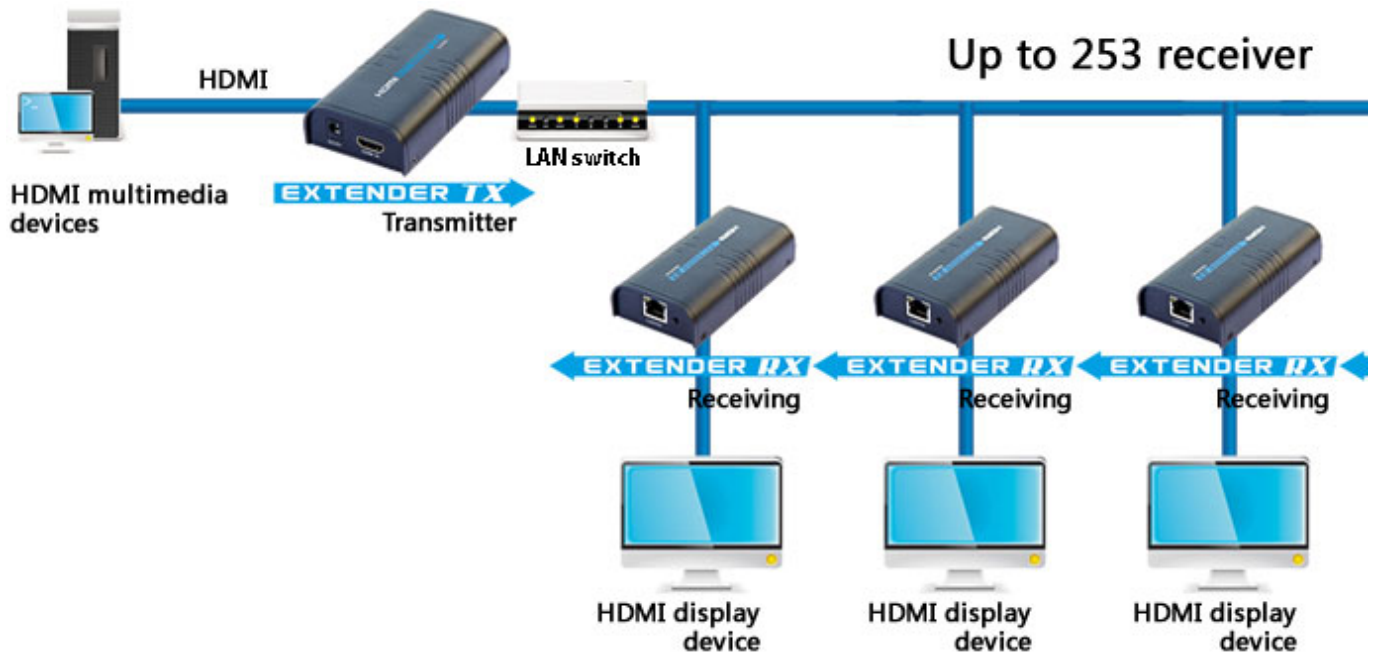 Up to 253 receiver
HDMI
LAN switch
HDMI multimedia
devices
EXTENDER TX
Transmitter
EXTENDER RX
EXTENDER RX
EXTENDER RX
Receiving
Receiving
Receiving
HDMI display
device
HDMI display
device
HDMI display
device